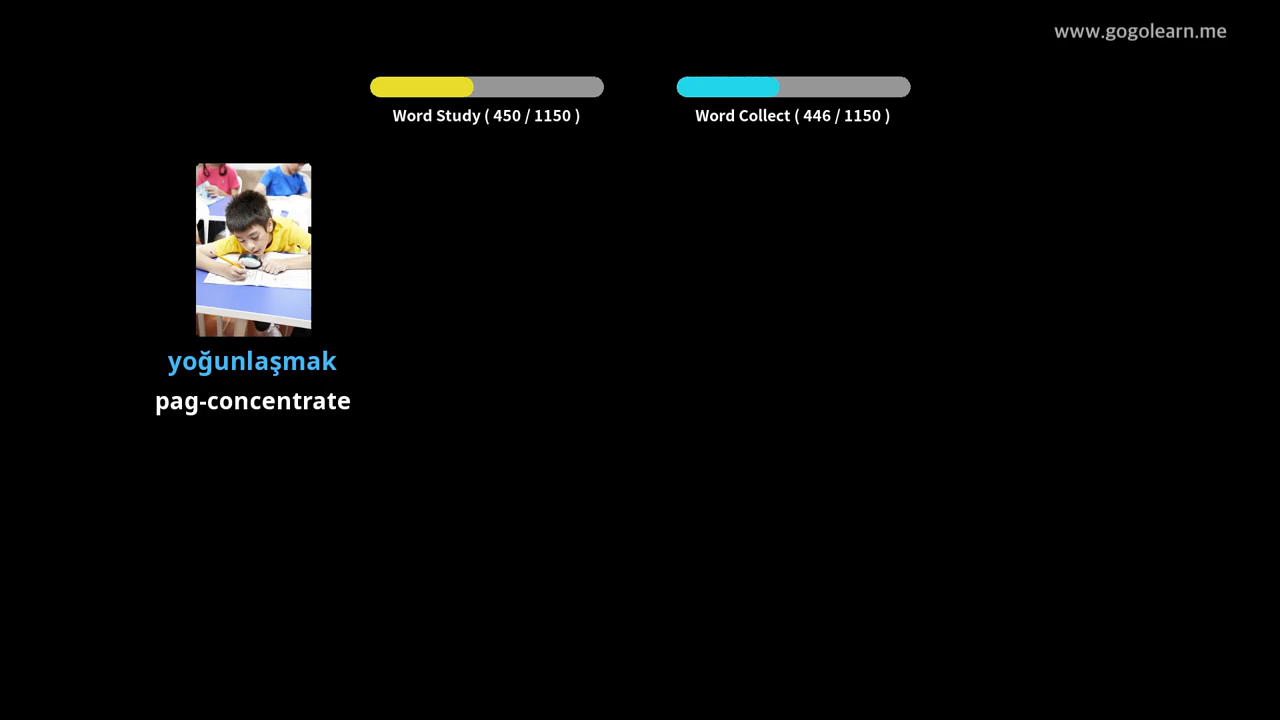 www.gogolearn.me
Word Study ( 450 / 1150 )
Word Collect ( 446 / 1150 )
yoğunlaşmak
pag-concentrate